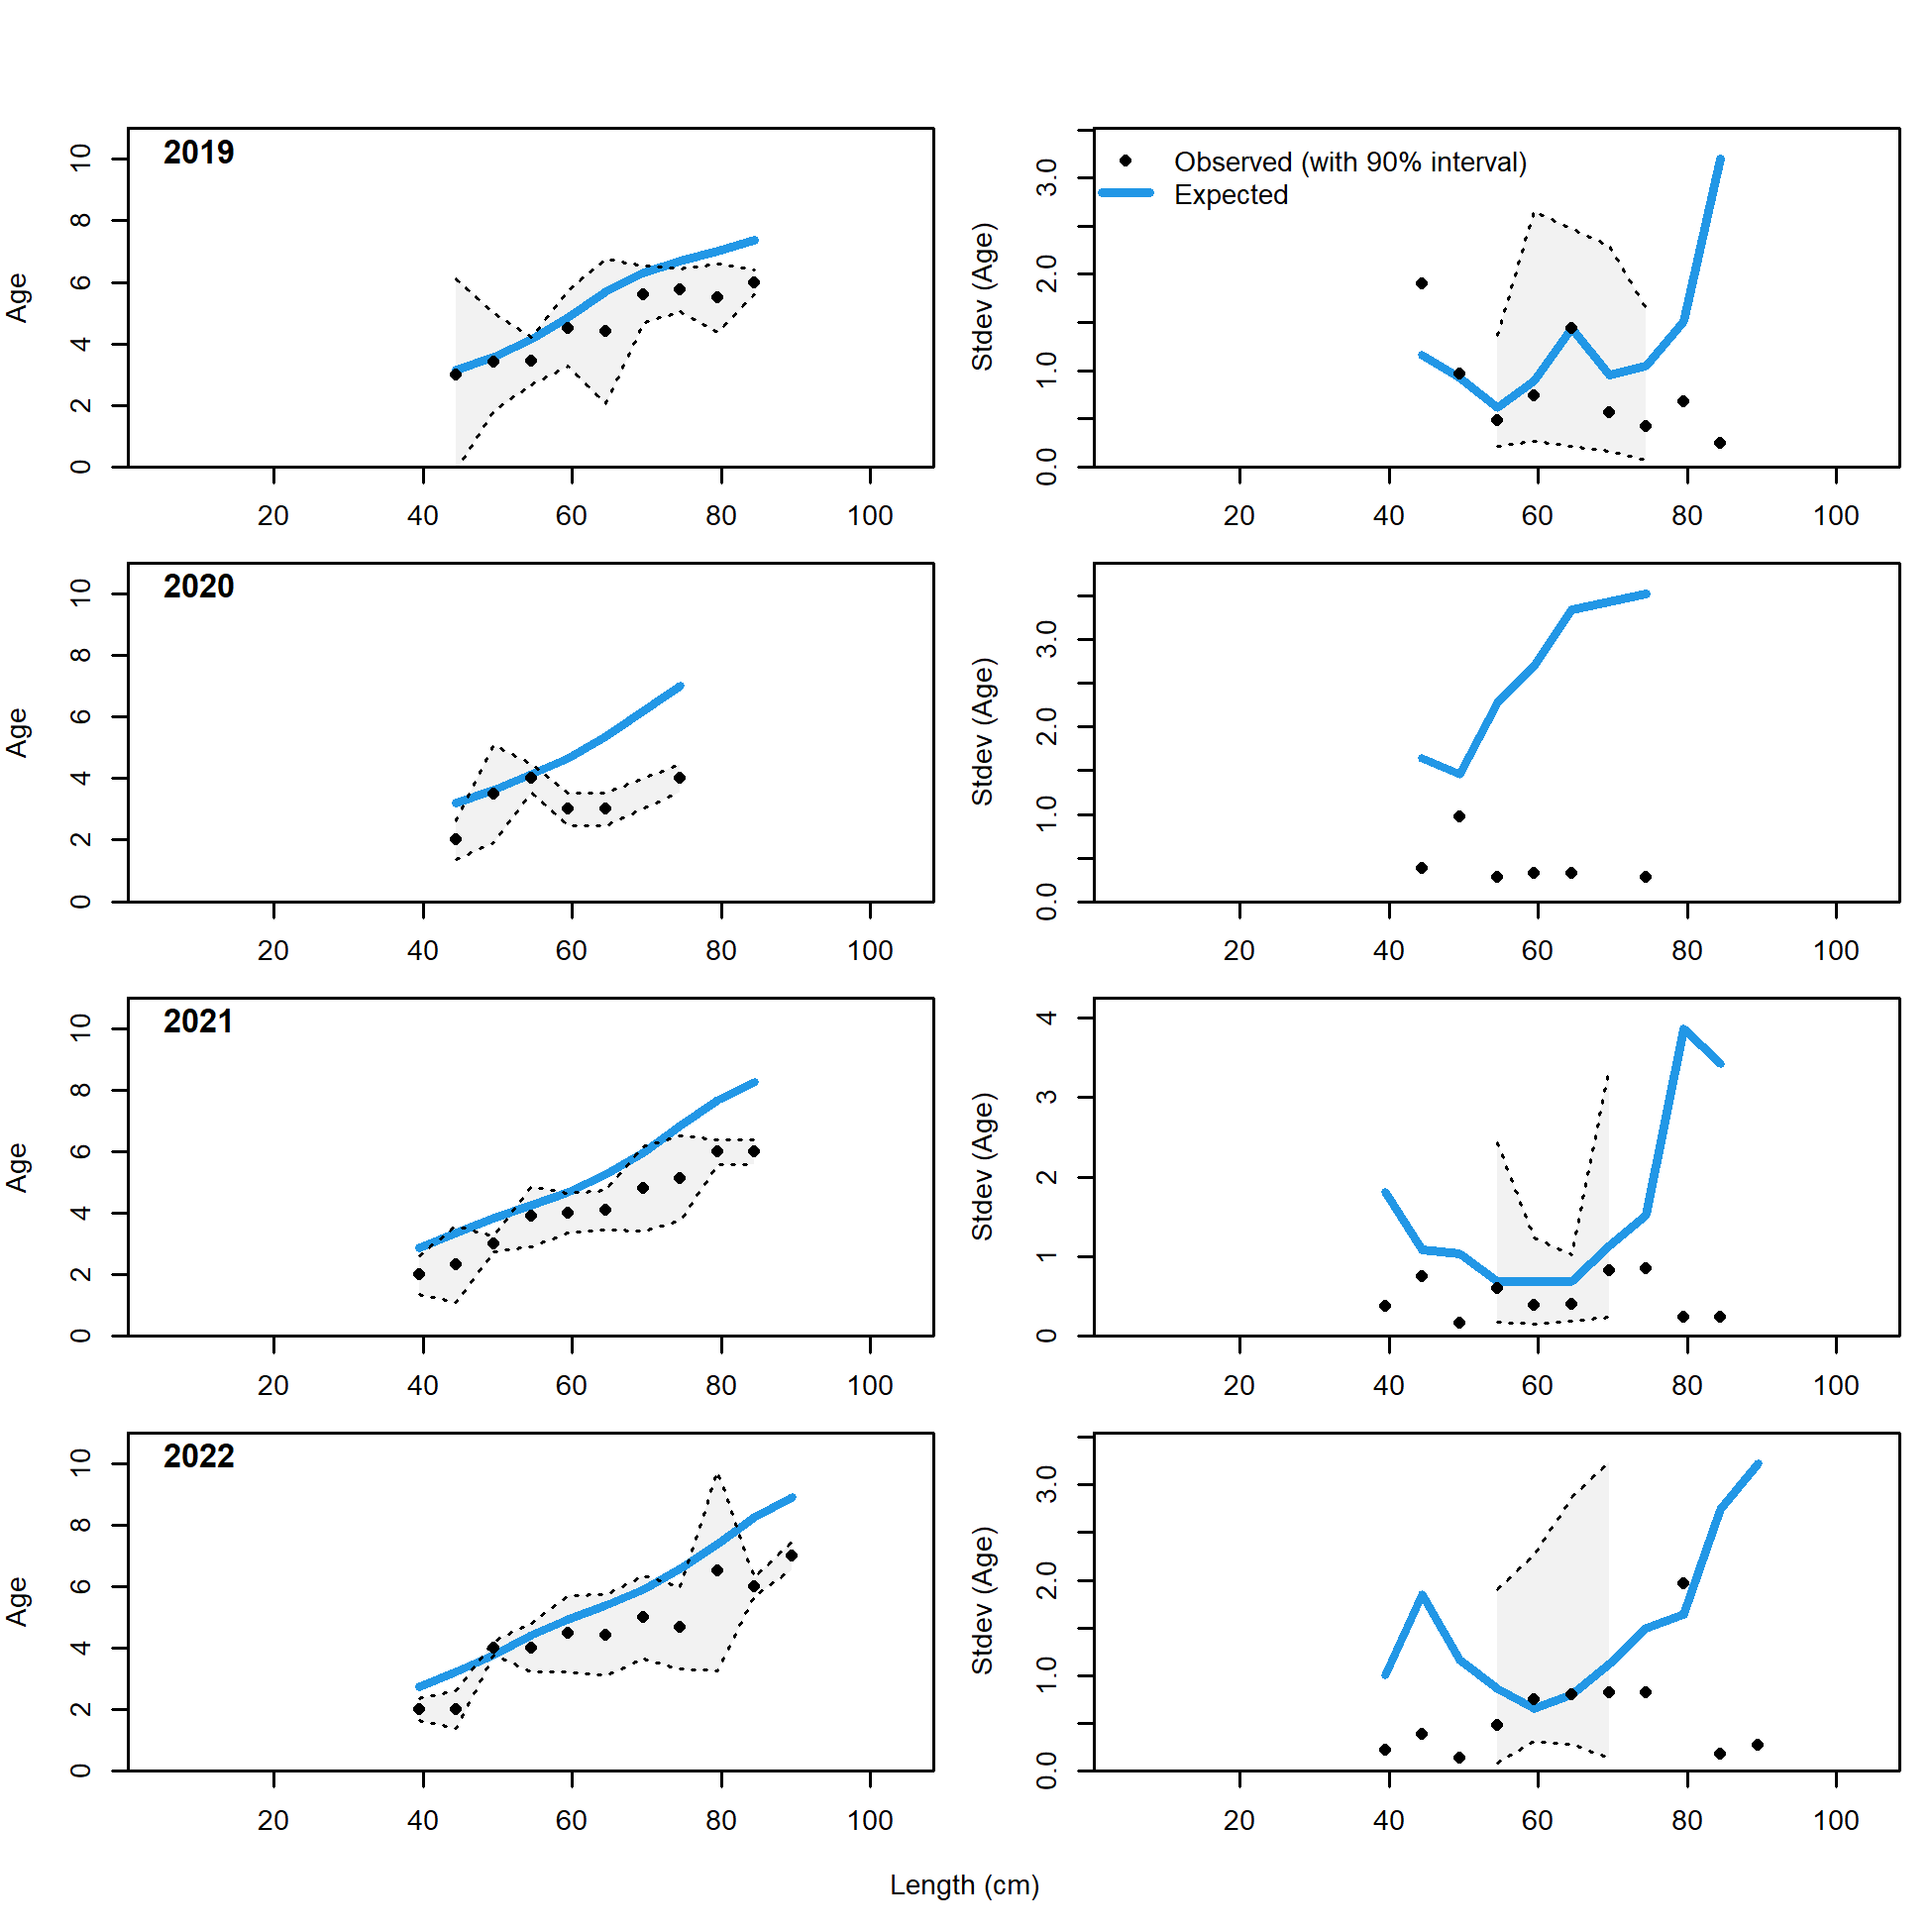 2019
Age
0 2 4 6 8 10
20 40 60 80 100
Observed (with 90% interval)
Expected
Stdev (Age)
0.0 1.0 2.0 3.0
20 40 60 80 100
2020
Age
0 2 4 6 8 10
20 40 60 80 100
Stdev (Age)
0.0 1.0 2.0 3.0
20 40 60 80 100
2021
Age
0 2 4 6 8 10
20 40 60 80 100
Stdev (Age)
0 1 2 3 4
20 40 60 80 100
2022
Age
0 2 4 6 8 10
20 40 60 80 100
Stdev (Age)
0.0 1.0 2.0 3.0
20 40 60 80 100
Length (cm)